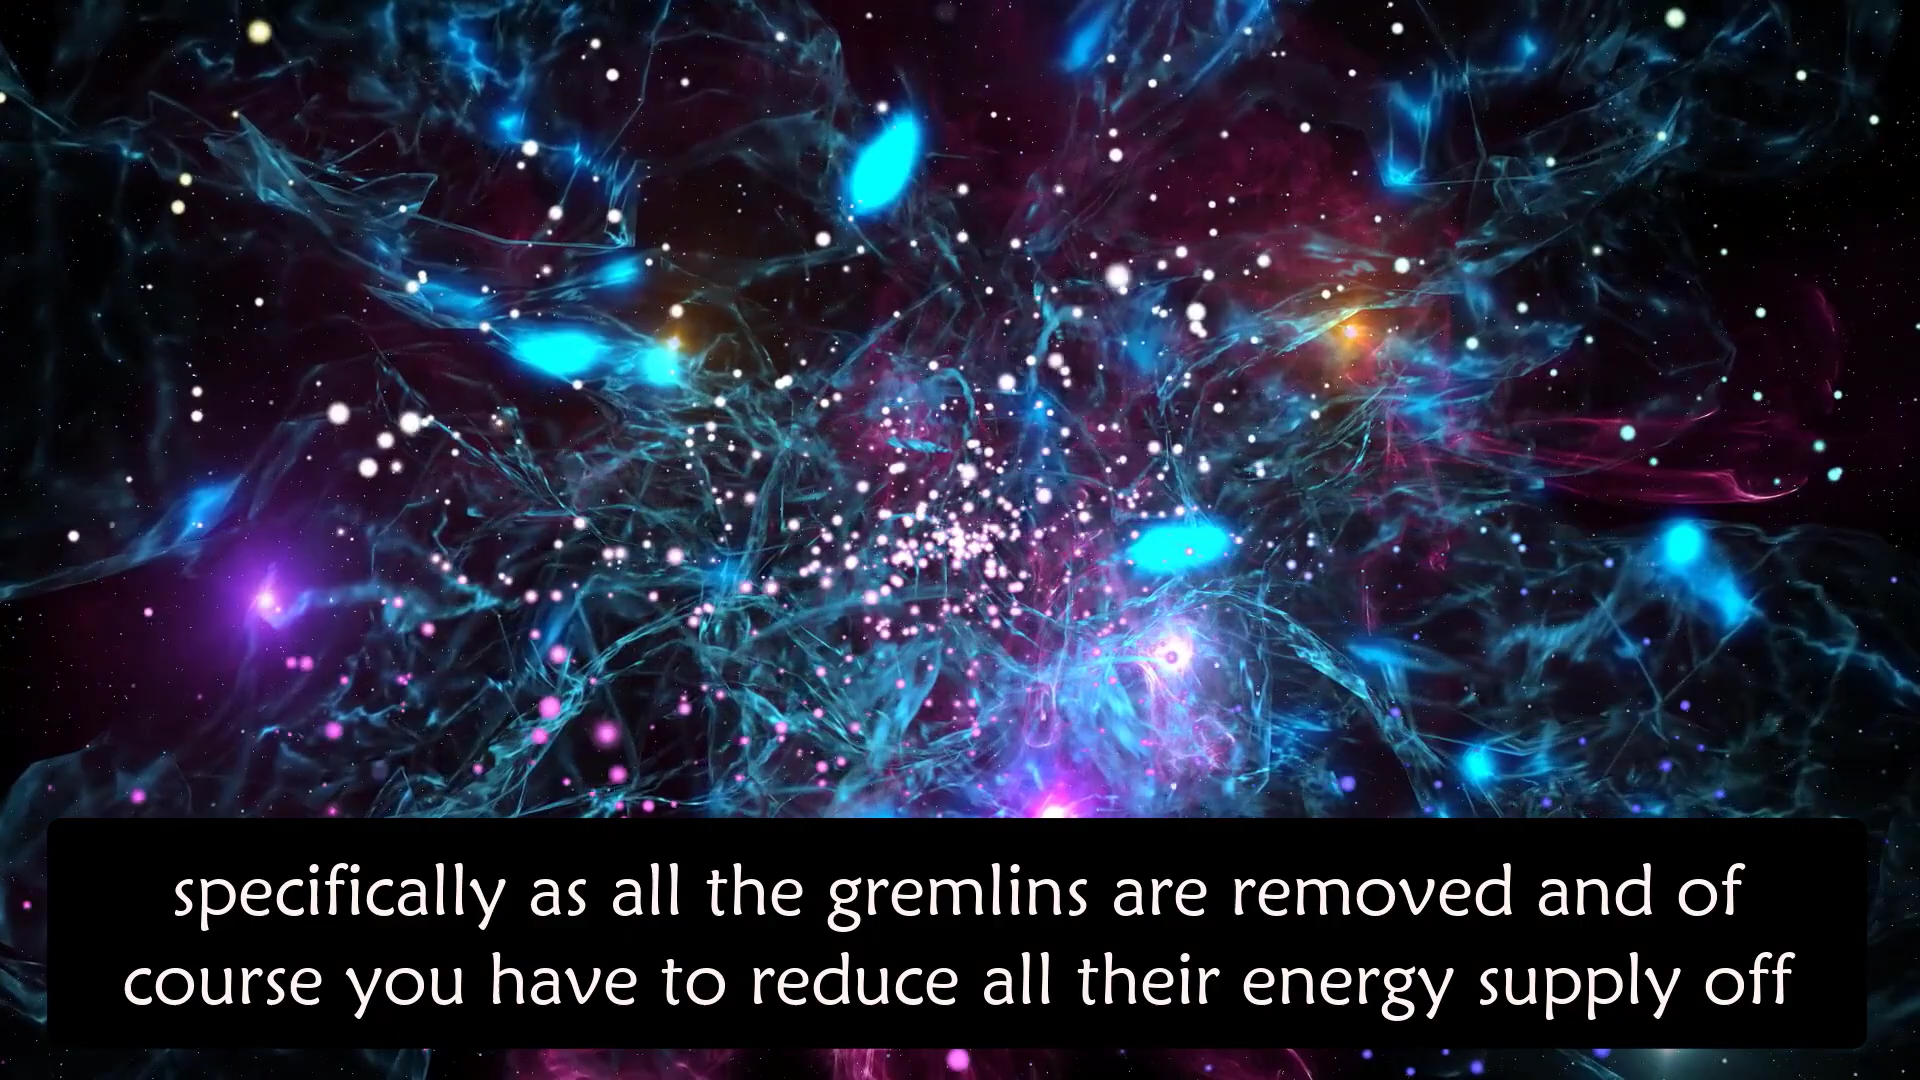 specifically as all the gremlins are removed and of
course you have to reduce all their energy supply off